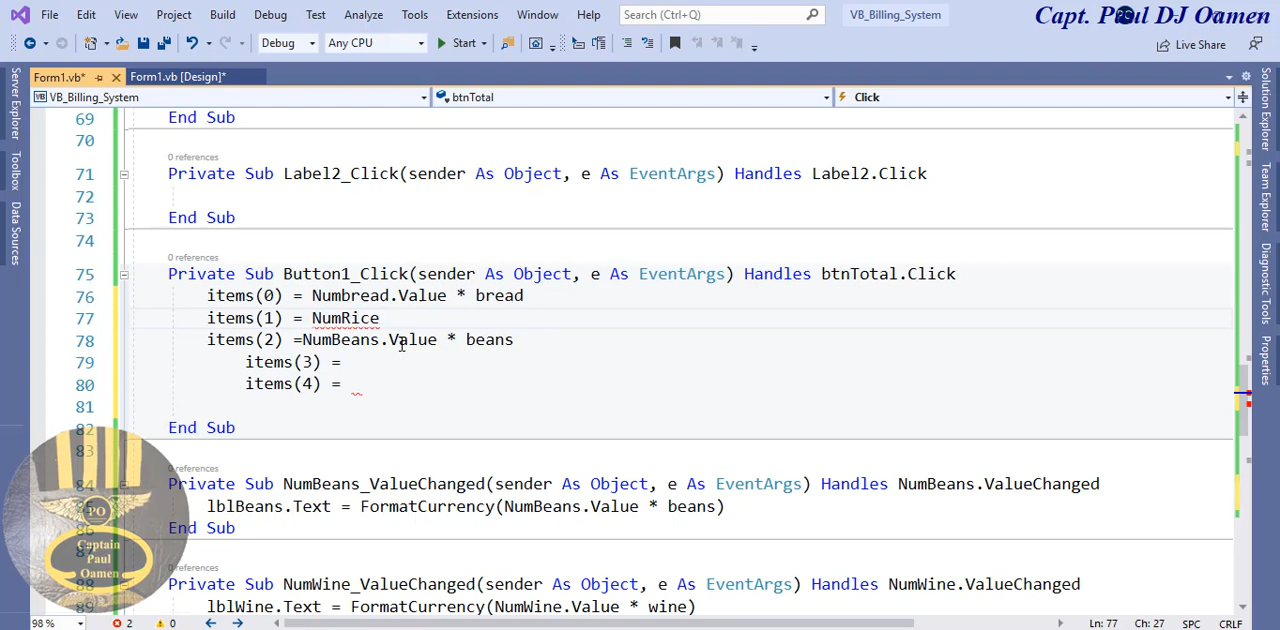 File Edit View Project Build Debug Test Analyze Tools Extensions Window Help Search (Ctrl+Q) VB_Billing_System
Capt. Paul DJ Oamen
Debug Any CPU Start Live Share
Form1.vb* Form1.vb [Design]*
VB_Billing_System btnTotal Click
69 End Sub
70
0 references
71 Private Sub Label2_Click(sender As Object, e As EventArgs) Handles Label2.Click
72
73 End Sub
74
0 references
75 Private Sub Button1_Click(sender As Object, e As EventArgs) Handles btnTotal.Click
76 items(0) = Numbread.Value * bread
77 items(1) = NumRice
78 items(2) =NumBeans.Value * beans
79 items(3) =
80 items(4) =
81
82 End Sub
83
0 references
84 Private Sub NumBeans_ValueChanged(sender As Object, e As EventArgs) Handles NumBeans.ValueChanged
lblBeans.Text = FormatCurrency(NumBeans.Value * beans)
End Sub
0 references
Private Sub NumWine_ValueChanged(sender As Object, e As EventArgs) Handles NumWine.ValueChanged
lblWine.Text = FormatCurrency(NumWine.Value * wine)
98 % 2 0 Ln: 77 Ch: 27 SPC CRLF
Server Explorer
Toolbox
Data Sources
Solution Explorer
Team Explorer
Diagnostic Tools
Properties
PO
Captain
Paul
Oamen